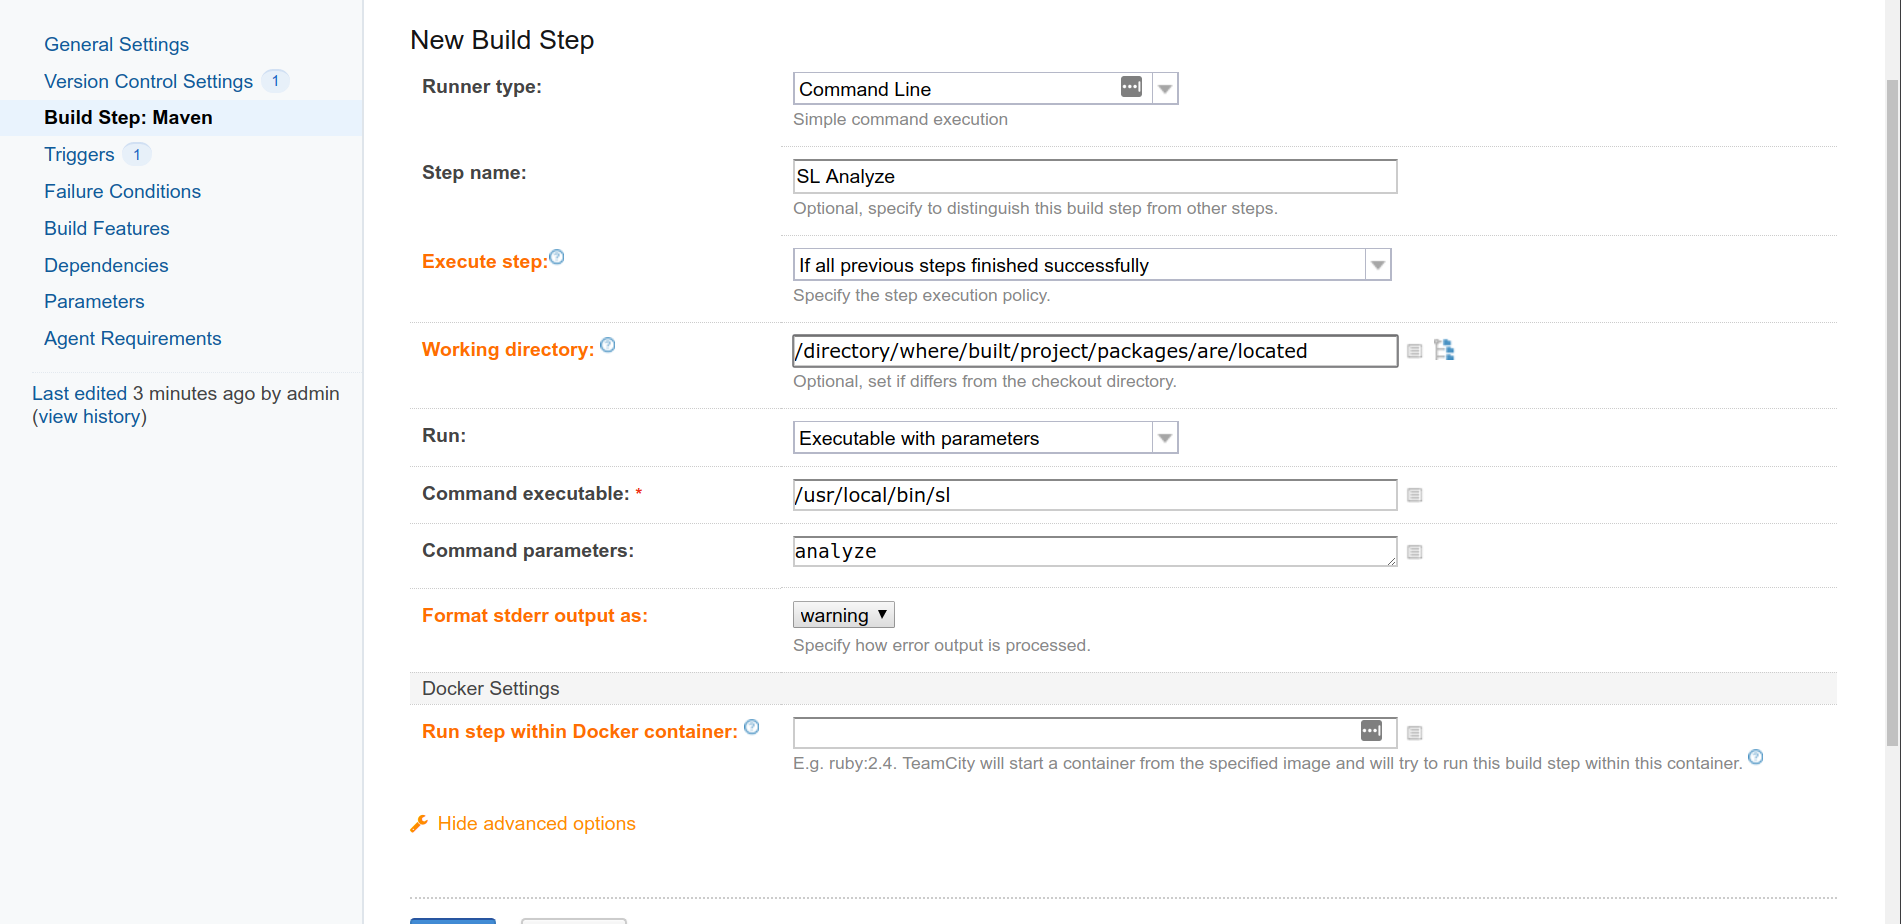 General Settings
Version Control Settings 1
Build Step: Maven
Triggers 1
Failure Conditions
Build Features
Dependencies
Parameters
Agent Requirements
Last edited 3 minutes ago by admin
(view history)
New Build Step
Runner type:
Command Line
Simple command execution
Step name:
SL Analyze
Optional, specify to distinguish this build step from other steps.
Execute step:
If all previous steps finished successfully
Specify the step execution policy.
Working directory:
/directory/where/built/project/packages/are/located
Optional, set if differs from the checkout directory.
Run:
Executable with parameters
Command executable: *
/usr/local/bin/sl
Command parameters:
analyze
Format stderr output as:
warning
Specify how error output is processed.
Docker Settings
Run step within Docker container:
E.g. ruby:2.4. TeamCity will start a container from the specified image and will try to run this build step within this container.
Hide advanced options